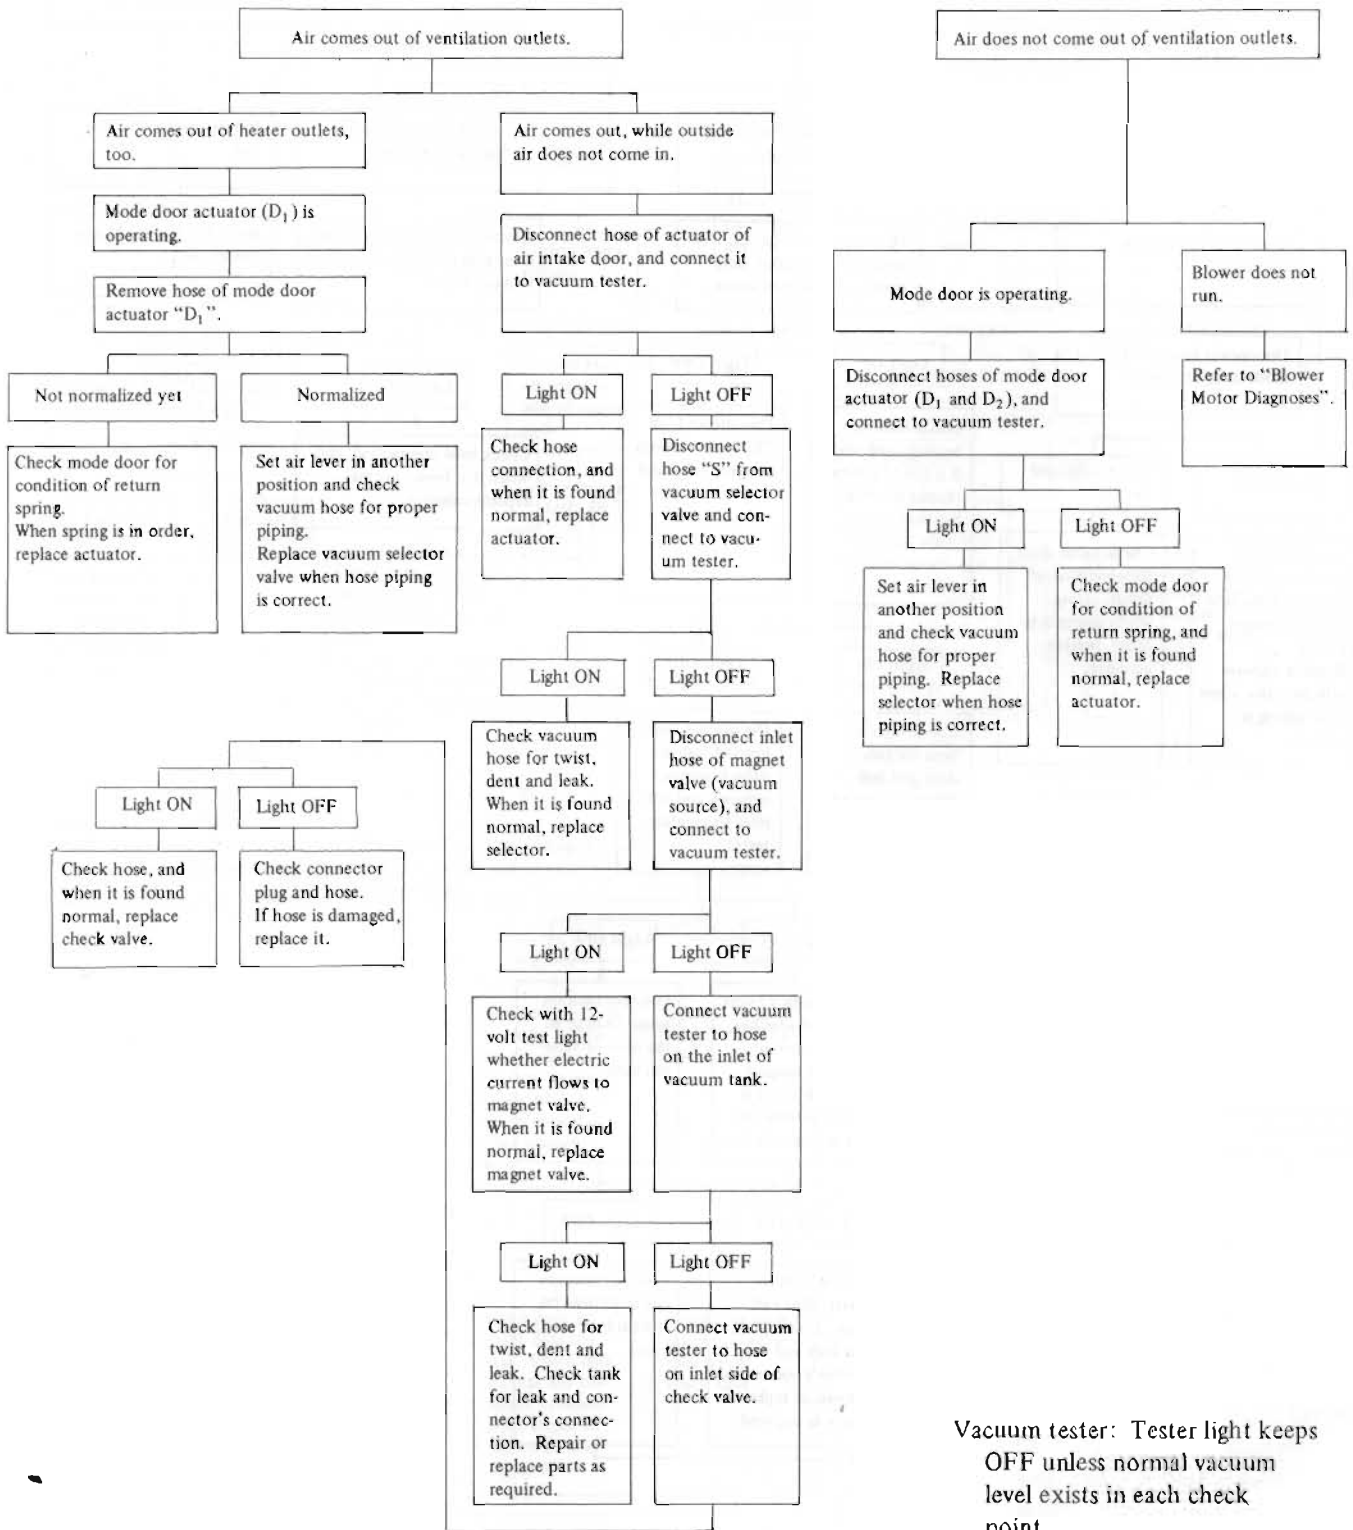 Air comes out of ventilation outlets.
Air comes out of heater outlets,
too.
Mode door actuator (D₁) is
operating.
Remove hose of mode door
actuator “D₁”.
Not normalized yet
Check mode door for
condition of return
spring.
When spring is in order,
replace actuator.
Normalized
Set air lever in another
position and check
vacuum hose for proper
piping.
Replace vacuum selector
valve when hose piping
is correct.
Air comes out, while outside
air does not come in.
Disconnect hose of actuator of
air intake door, and connect it
to vacuum tester.
Light ON
Check hose
connection, and
when it is found
normal, replace
actuator.
Light OFF
Disconnect
hose “S” from
vacuum selector
valve and con-
nect to vacu-
um tester.
Light ON
Check vacuum
hose for twist,
dent and leak.
When it is found
normal, replace
selector.
Light OFF
Disconnect inlet
hose of magnet
valve (vacuum
source), and
connect to
vacuum tester.
Light ON
Check with 12-
volt test light
whether electric
current flows to
magnet valve.
When it is found
normal, replace
magnet valve.
Light OFF
Connect vacuum
tester to hose
on the inlet of
vacuum tank.
Light ON
Check hose for
twist, dent and
leak. Check tank
for leak and con-
nector's connec-
tion. Repair or
replace parts as
required.
Light OFF
Connect vacuum
tester to hose
on inlet side of
check valve.
Light ON
Check hose, and
when it is found
normal, replace
check valve.
Light OFF
Check connector
plug and hose.
If hose is damaged,
replace it.
Air does not come out of ventilation outlets.
Mode door is operating.
Disconnect hoses of mode door
actuator (D₁ and D₂), and
connect to vacuum tester.
Light ON
Set air lever in
another position
and check vacuum
hose for proper
piping. Replace
selector when hose
piping is correct.
Light OFF
Check mode door
for condition of
return spring, and
when it is found
normal, replace
actuator.
Blower does not
run.
Refer to “Blower
Motor Diagnoses”.
Vacuum tester: Tester light keeps
OFF unless normal vacuum
level exists in each check
point